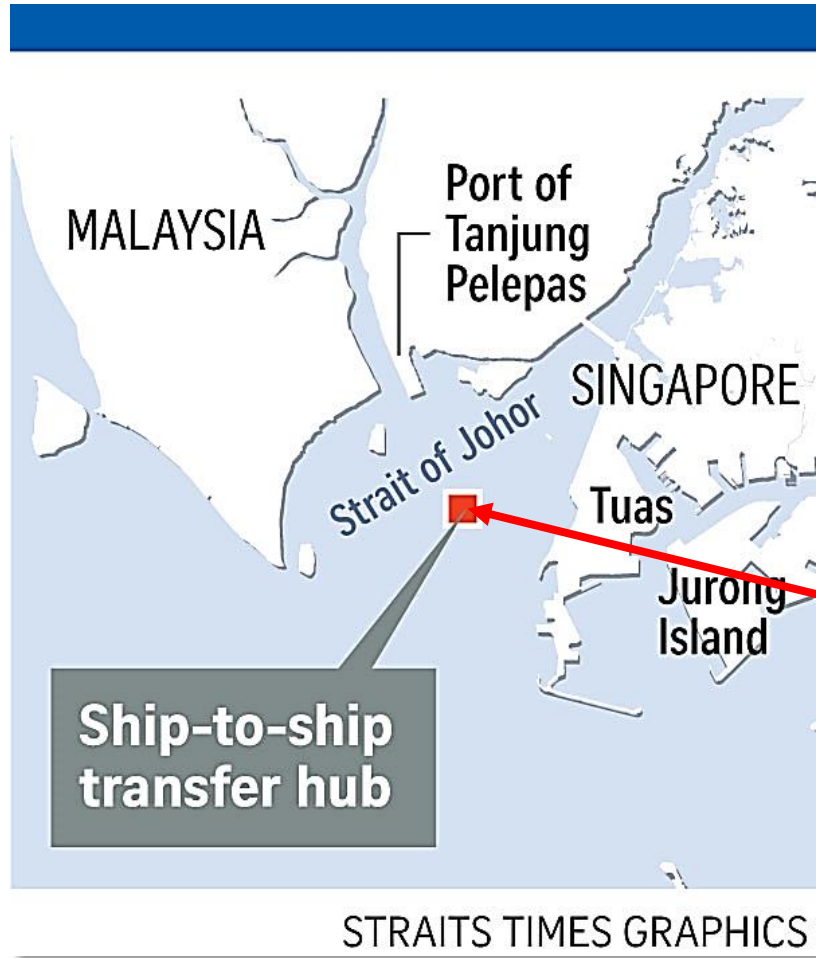 Port of
Tanjung
Pelepas
MALAYSIA
SINGAPORE
Strait of Johor
Tuas
Jurong
Island
Ship-to-ship
transfer hub
STRAITS TIMES GRAPHICS